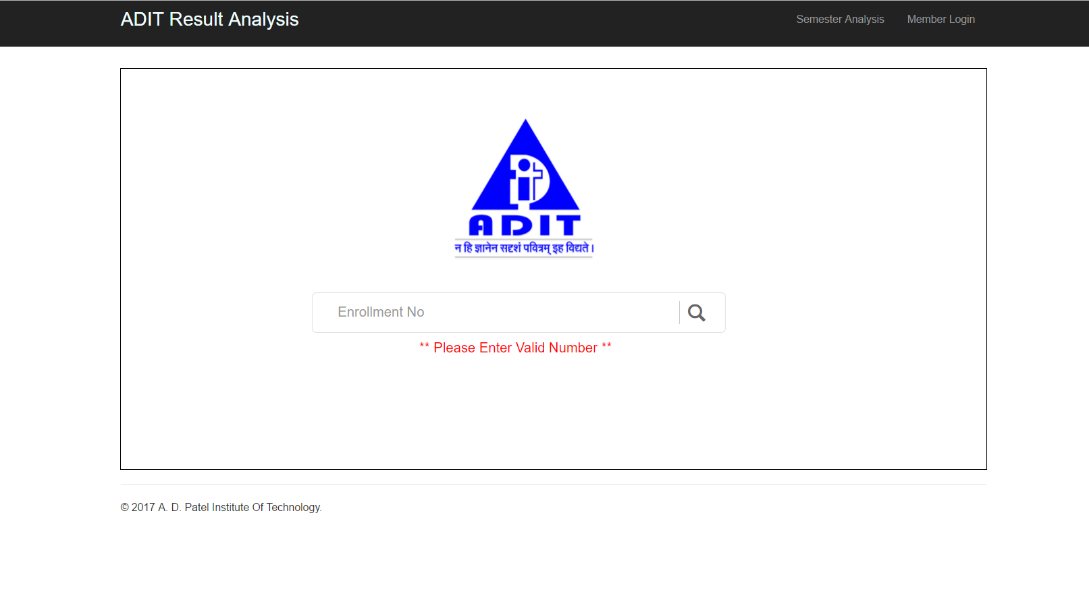 ADIT Result Analysis
Semester Analysis
Member Login
ADIT
न हि ज्ञानेन सदृशं पवित्रम् इह विद्यते।
Enrollment No
** Please Enter Valid Number **
© 2017 A. D. Patel Institute Of Technology.